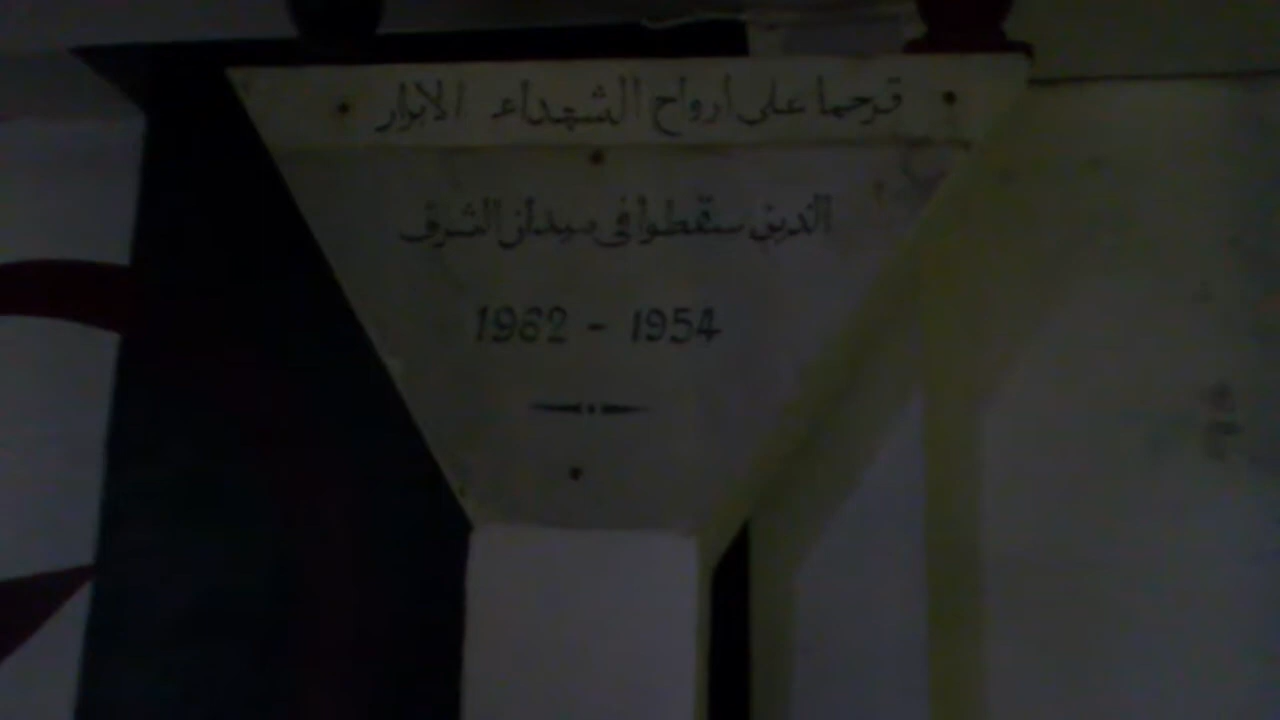 ترحما على ارواح الشهداء الابرار
الذين سقطوا في ميدان الشرف
1954 - 1962